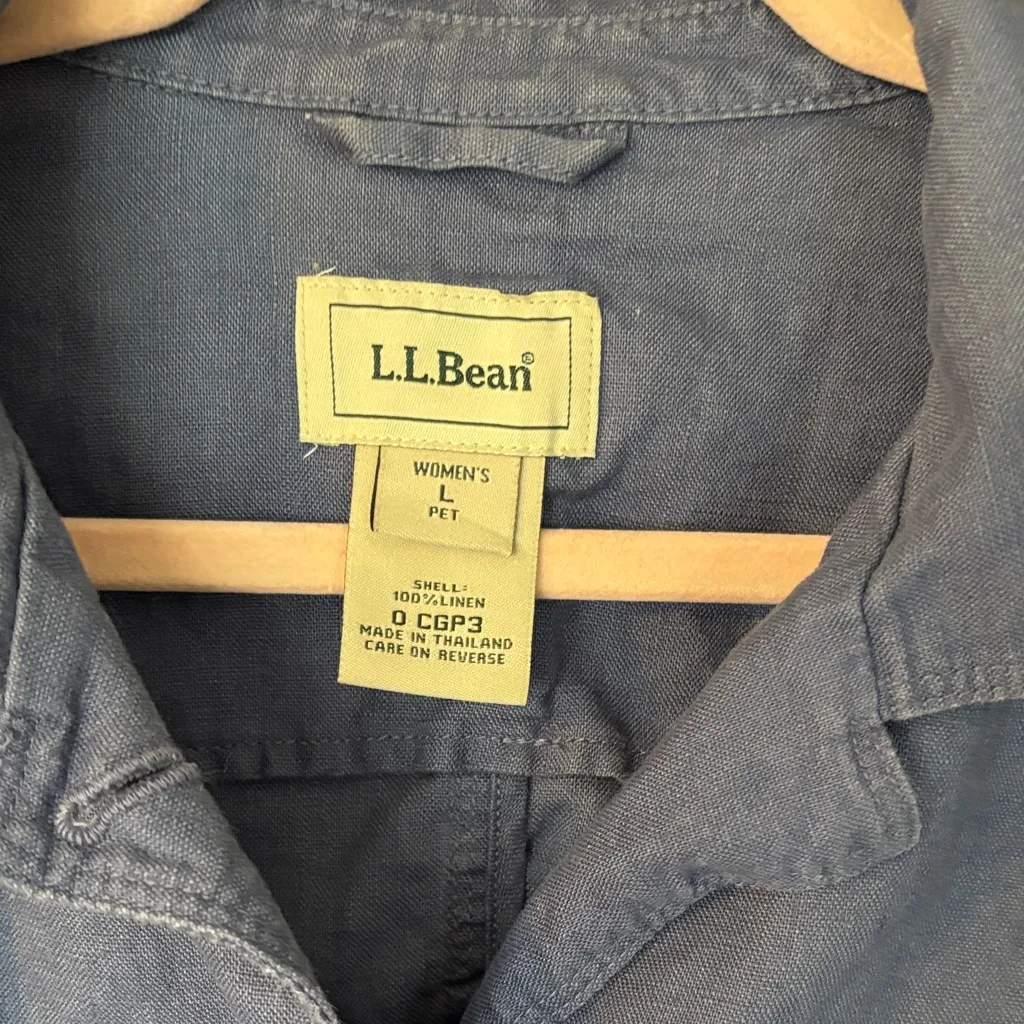 L.L.Bean®
WOMEN'S
L
PET
SHELL:
100% LINEN
0 CGP3
MADE IN THAILAND
CARE ON REVERSE